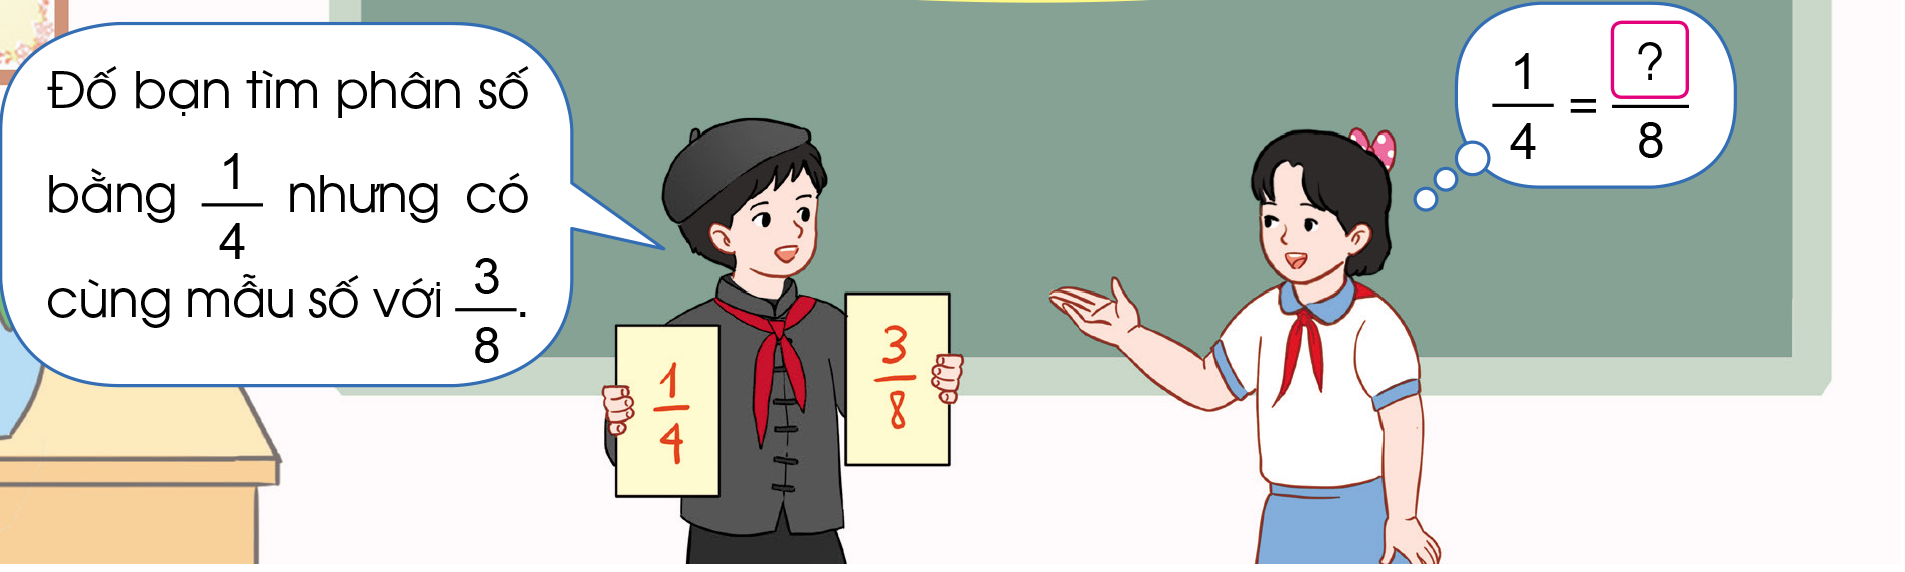 Đố bạn tìm phân số
bằng 1/4 nhưng có
cùng mẫu số với 3/8.
1/4
3/8
1/4 = ?/8